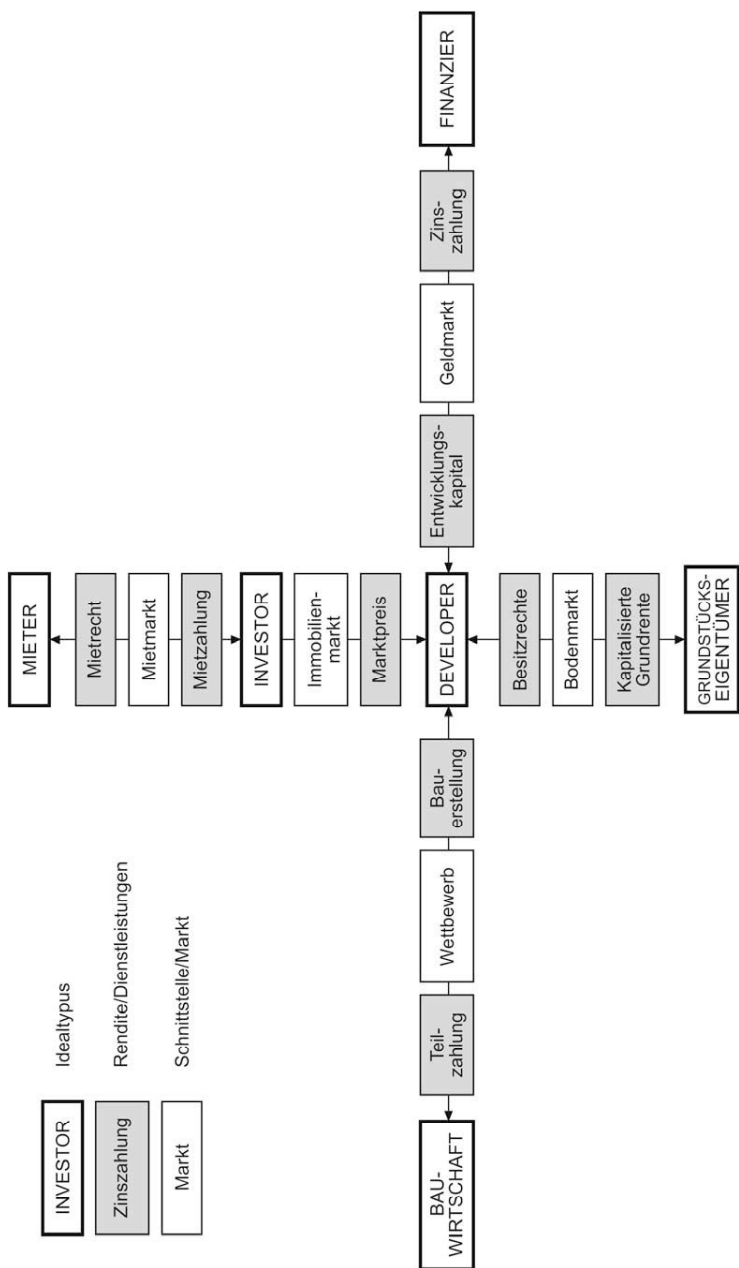 INVESTOR
Idealtypus
Zinszahlung
Rendite/Dienstleistungen
Markt
Schnittstelle/Markt
MIETER
Mietrecht
Mietmarkt
Mietzahlung
INVESTOR
Immobilien-
markt
Marktpreis
BAU-
WIRTSCHAFT
Teil-
zahlung
Wettbewerb
Bau-
erstellung
DEVELOPER
Entwicklungs-
kapital
Geldmarkt
Zins-
zahlung
FINANZIER
Besitzrechte
Bodenmarkt
Kapitalisierte
Grundrente
GRUNDSTÜCKS-
EIGENTÜMER